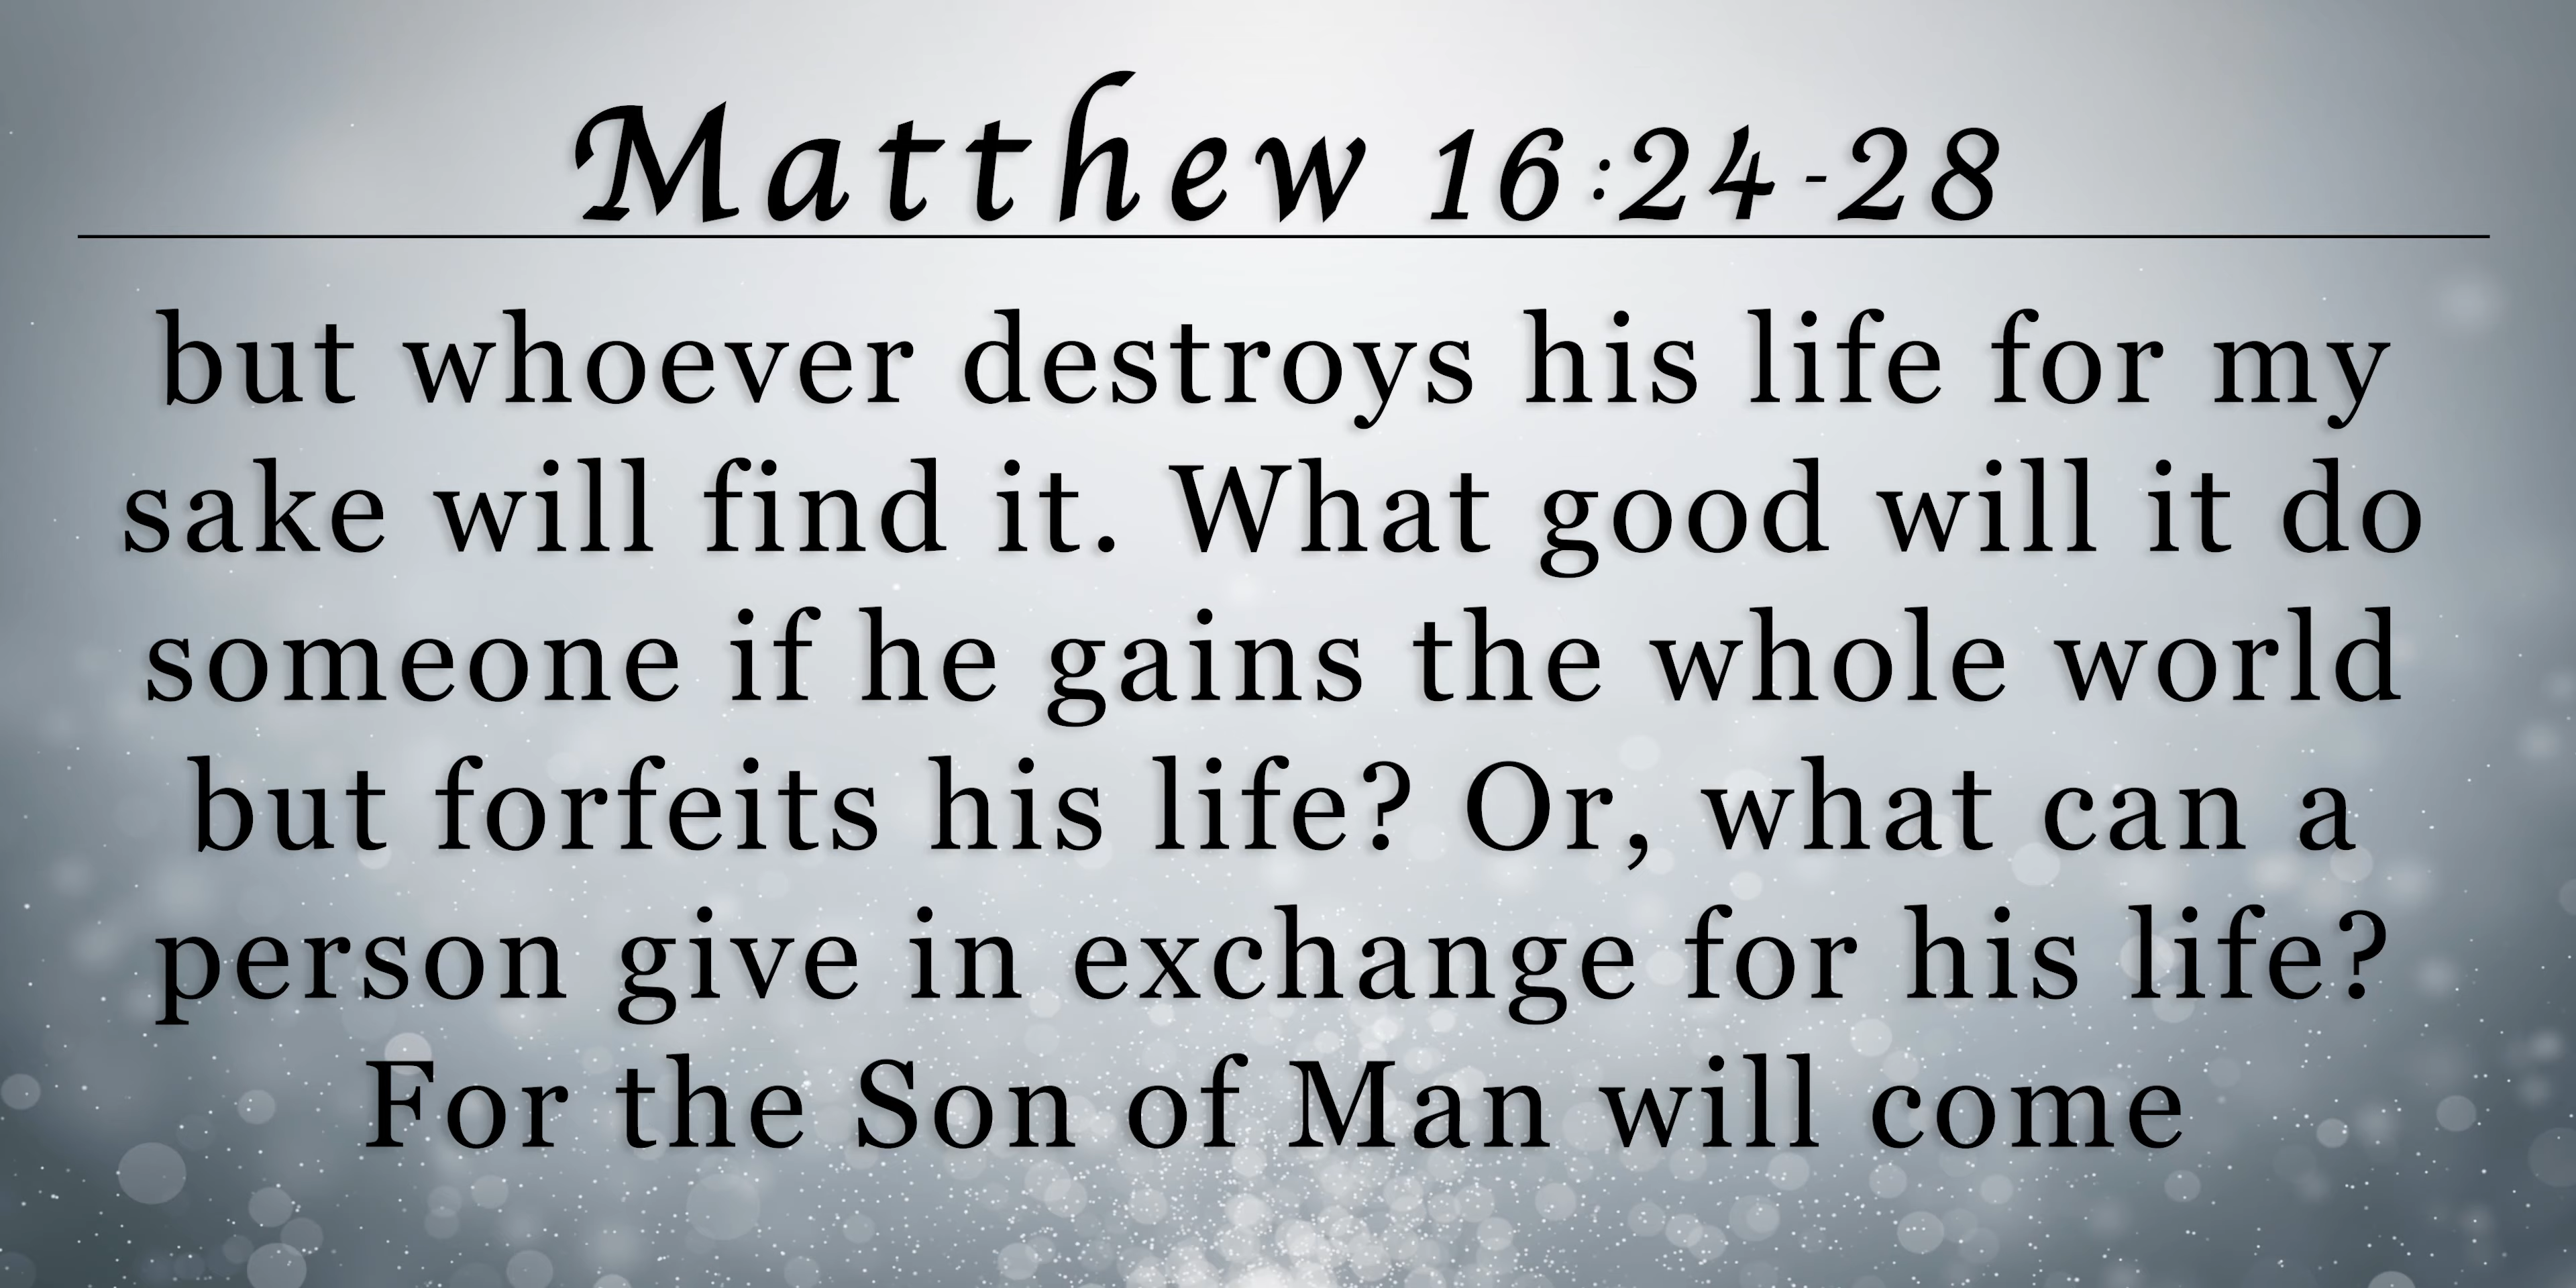 Matthew 16:24-28
but whoever destroys his life for my
sake will find it. What good will it do
someone if he gains the whole world
but forfeits his life? Or, what can a
person give in exchange for his life?
For the Son of Man will come